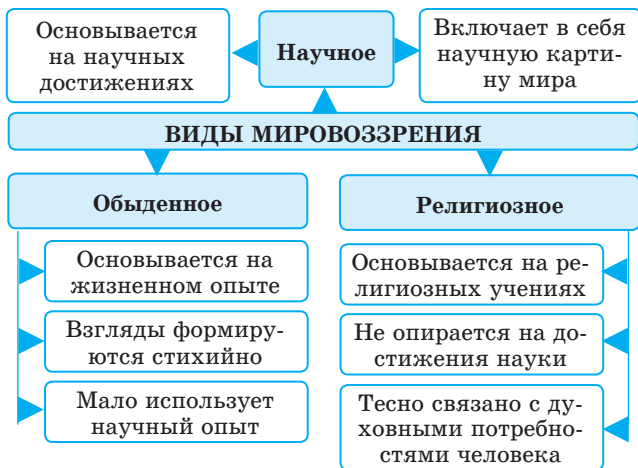 Основывается
на научных
достижениях
Научное
Включает в себя
научную карти-
ну мира
ВИДЫ МИРОВОЗЗРЕНИЯ
Обыденное
Основывается на
жизненном опыте
Взгляды формиру-
ются стихийно
Мало использует
научный опыт
Религиозное
Основывается на ре-
лигиозных учениях
Не опирается на до-
стижения науки
Тесно связано с ду-
ховными потребно-
стями человека